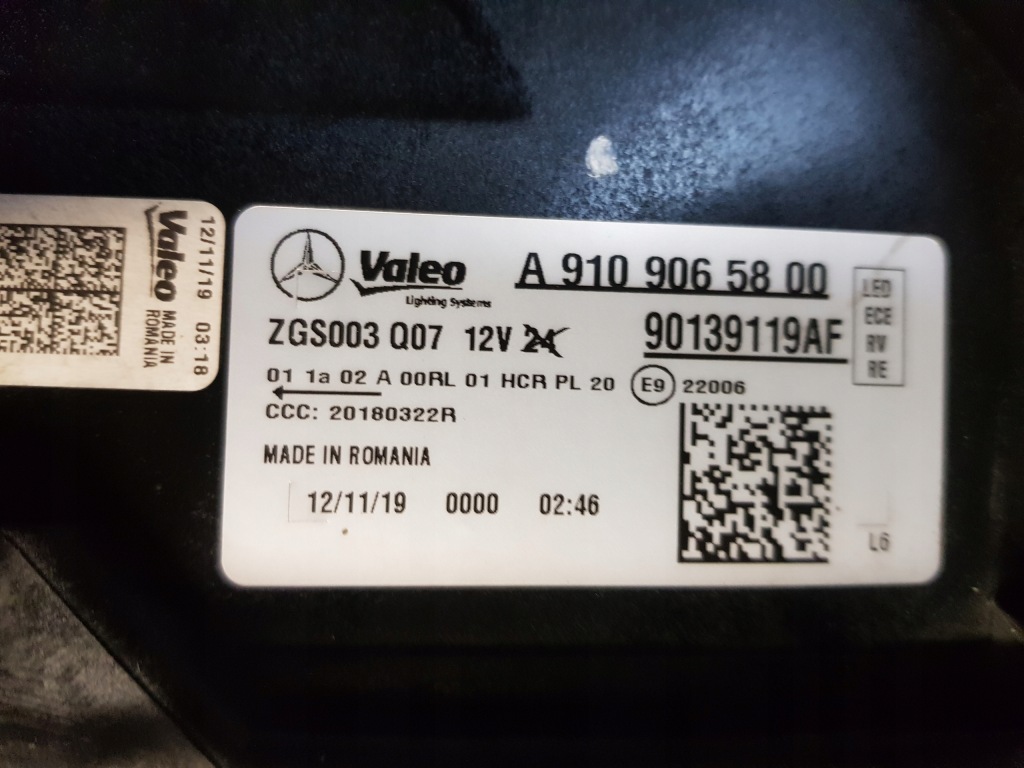 12/11/19 03:18
Valeo
MADE IN
ROMANIA
Valeo
Lighting Systems
A 910 906 58 00
ZGS003 Q07 12V 24
90139119AF
LED
ECE
RV
RE
01 1a 02 A 00RL 01 HCR PL 20 E9 22006
CCC: 20180322R
MADE IN ROMANIA
12/11/19 0000 02:46
L6